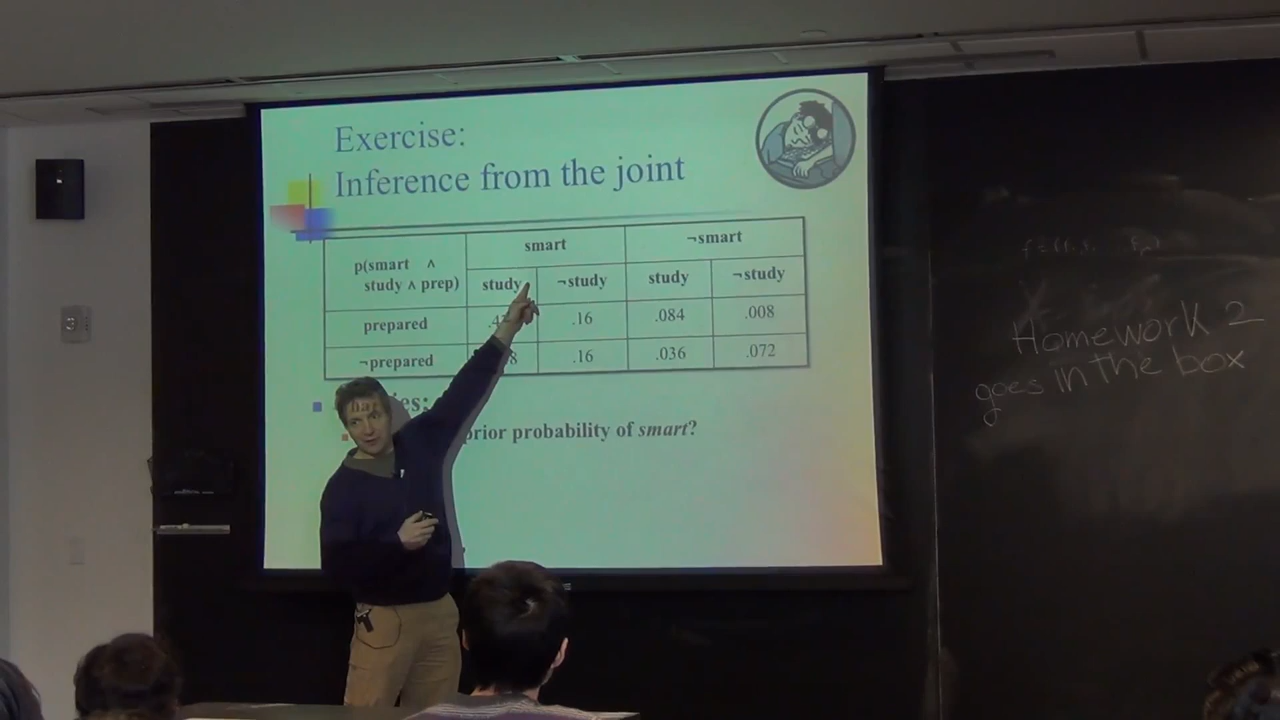 Exercise:
Inference from the joint
p(smart ∧
study ∧ prep)
smart
¬smart
study
¬study
study
¬study
prepared
.16
.084
.008
¬prepared
.16
.036
.072
prior probability of smart?
Homework 2
goes in the box